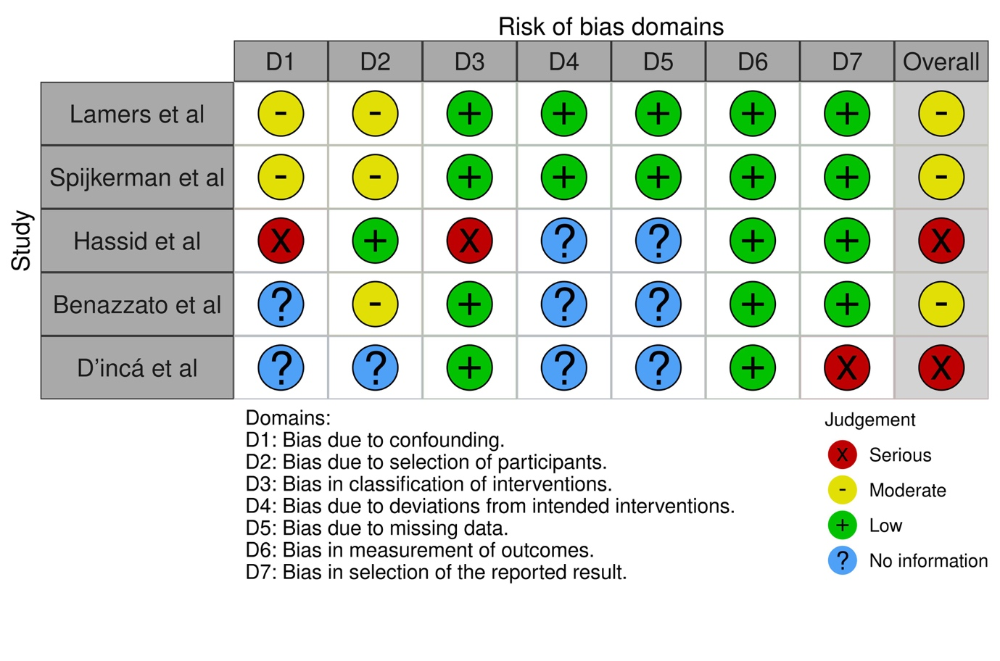 Risk of bias domains
D1 D2 D3 D4 D5 D6 D7 Overall
Study
Lamers et al - - + + + + + -
Spijkerman et al - - + + + + + -
Hassid et al X + X ? ? + + X
Benazzato et al ? - + ? ? + + -
D’incá et al ? ? + ? ? + X X
Domains:
D1: Bias due to confounding.
D2: Bias due to selection of participants.
D3: Bias in classification of interventions.
D4: Bias due to deviations from intended interventions.
D5: Bias due to missing data.
D6: Bias in measurement of outcomes.
D7: Bias in selection of the reported result.
Judgement
X Serious
- Moderate
+ Low
? No information